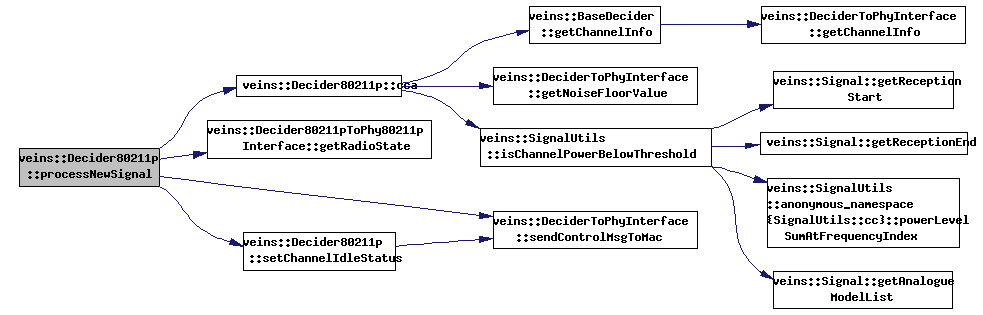 veins::BaseDecider
::getChannelInfo
veins::DeciderToPhyInterface
::getChannelInfo
veins::Decider80211p::cca
veins::DeciderToPhyInterface
::getNoiseFloorValue
veins::Signal::getReception
Start
veins::Decider80211pToPhy80211p
Interface::getRadioState
veins::SignalUtils
::isChannelPowerBelowThreshold
veins::Signal::getReceptionEnd
veins::Decider80211p
::processNewSignal
veins::SignalUtils
::anonymous_namespace
{SignalUtils::cc}::powerLevel
SumAtFrequencyIndex
veins::DeciderToPhyInterface
::sendControlMsgToMac
veins::Decider80211p
::setChannelIdleStatus
veins::Signal::getAnalogue
ModelList